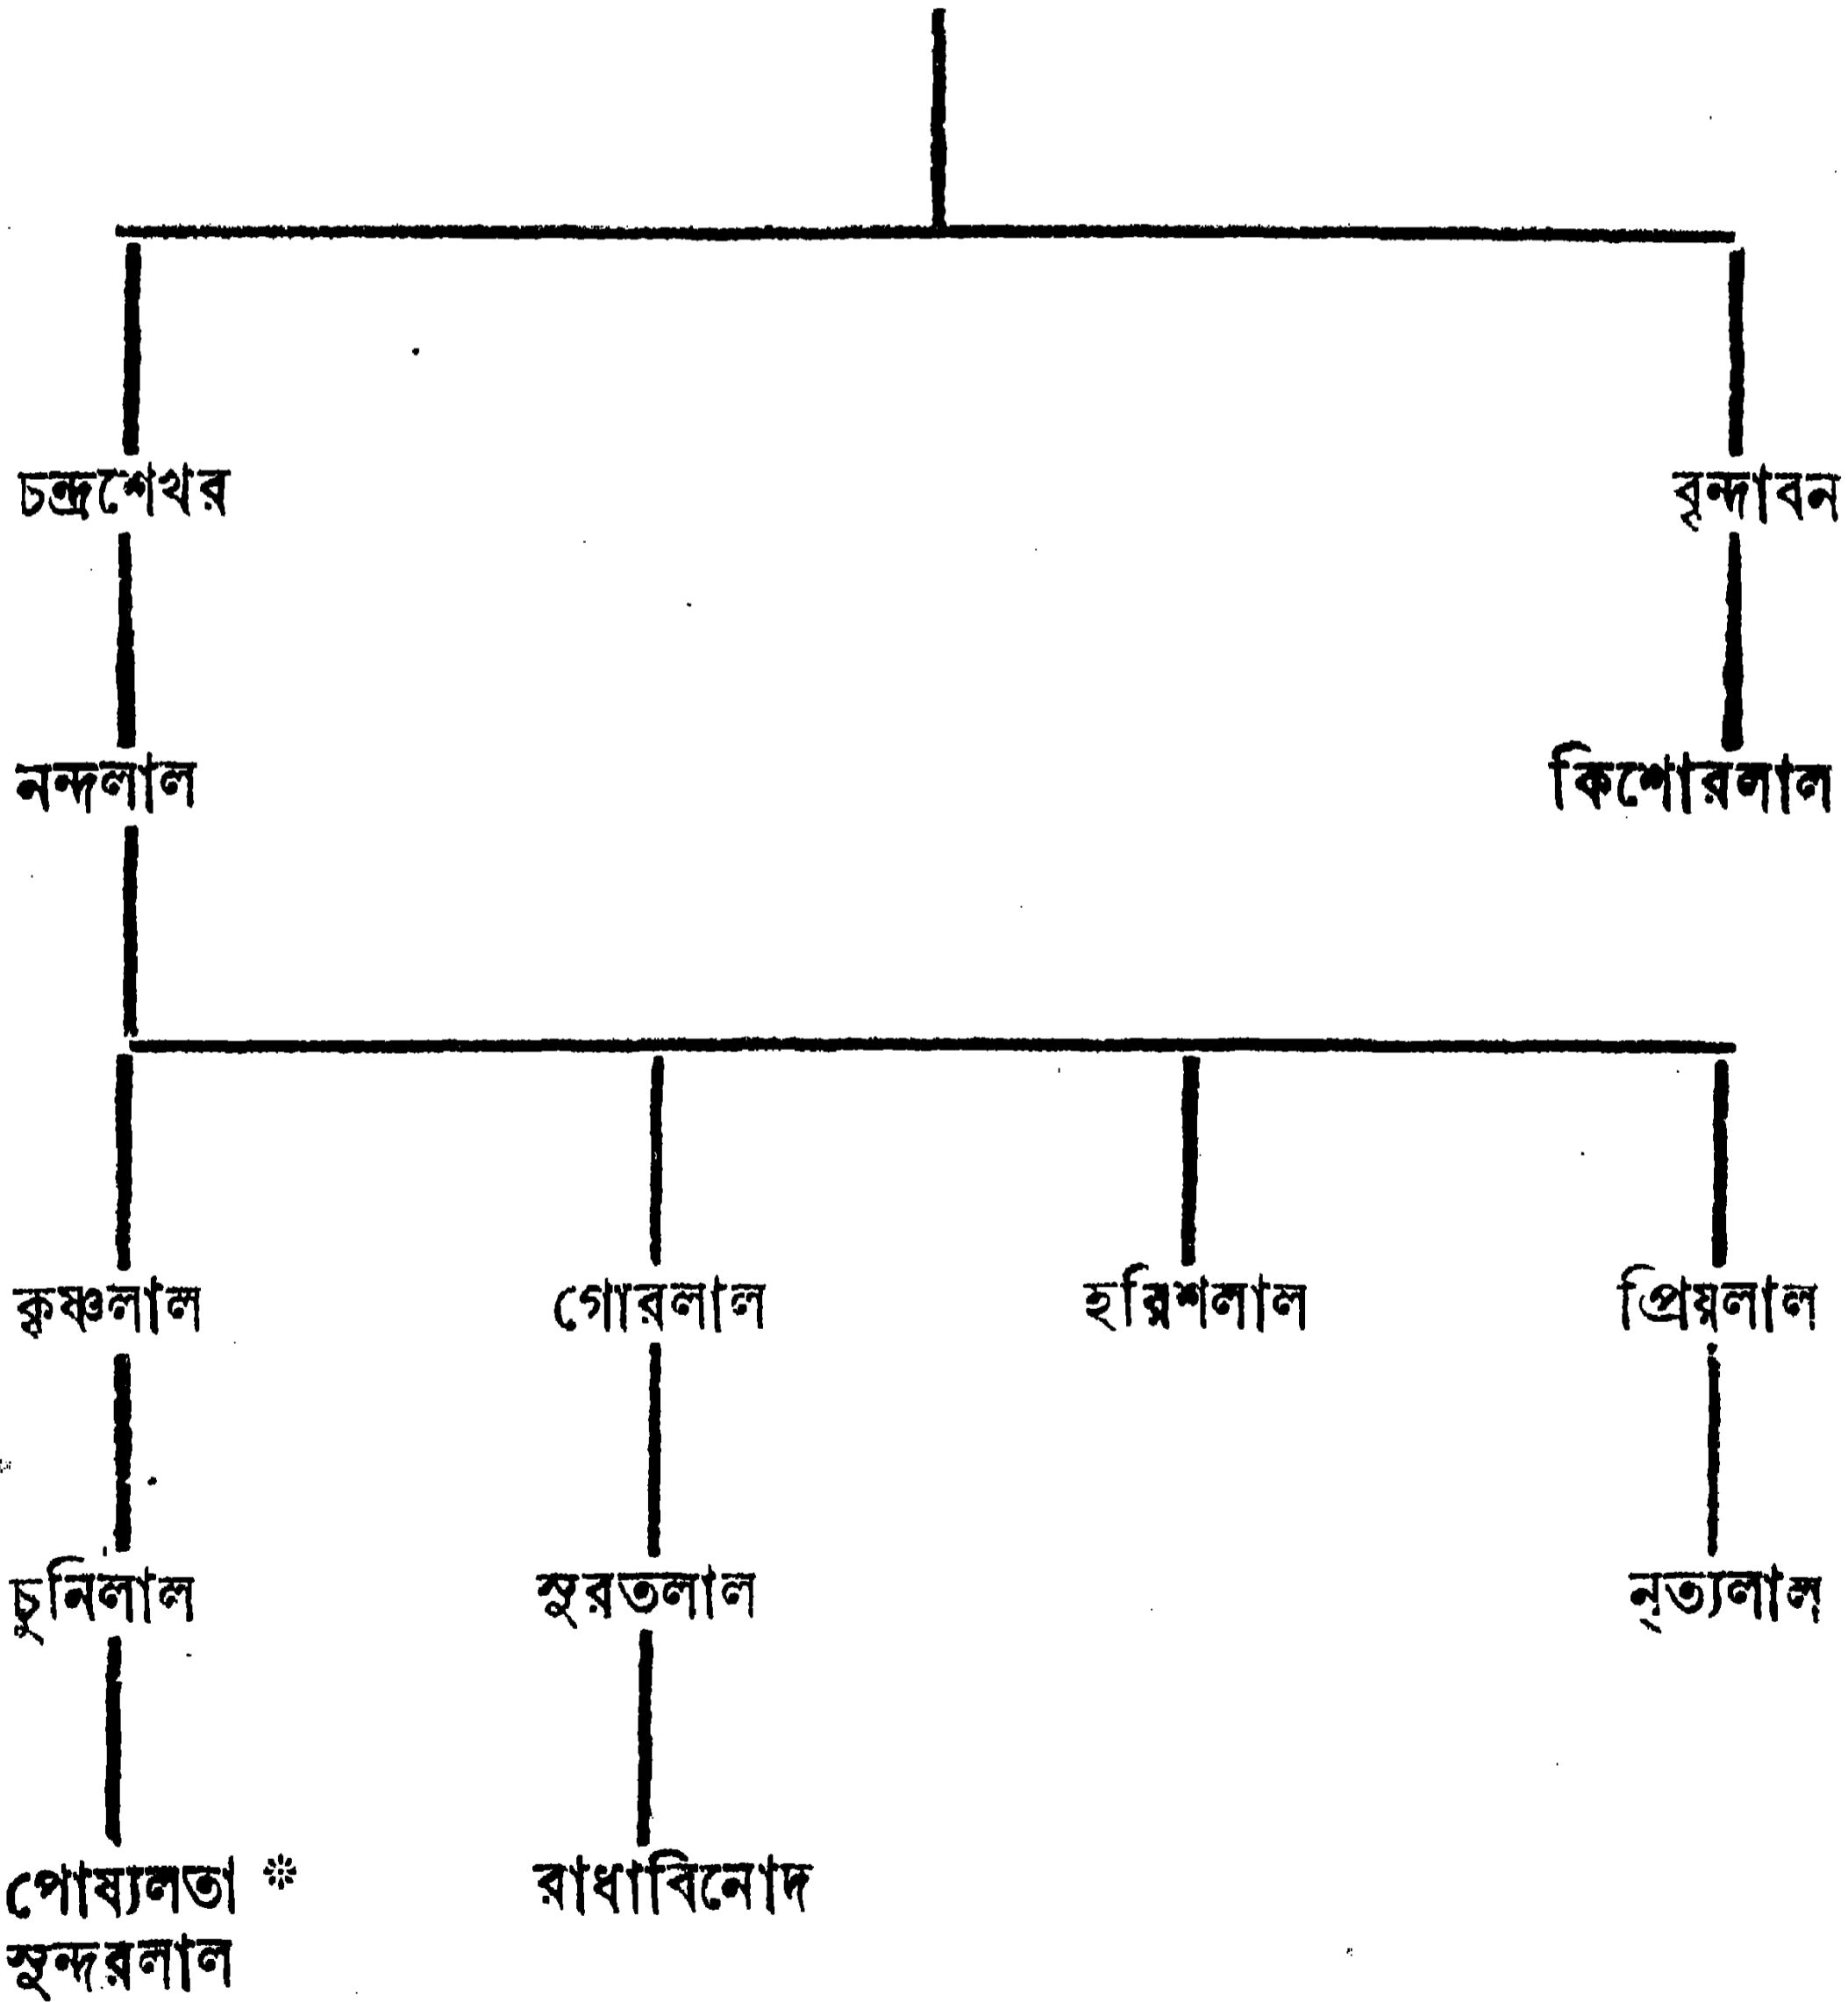 চন্দ্রশেখর বৃন্দাবন
নন্দলাল কিশোরলাল
কৃষ্ণলাল গোরলাল হরিশলাল প্রিয়লাল
চুনিলাল সুরতলাল নৃত্যলাল
পোষ্যলতা * রাধাবিনোদ
সুন্দরলাল